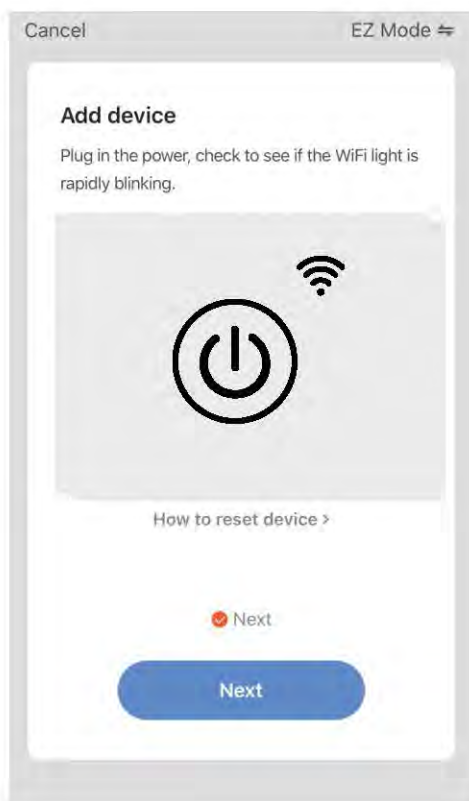 Cancel
EZ Mode ⇋
Add device
Plug in the power, check to see if the WiFi light is
rapidly blinking.
How to reset device >
Next
Next